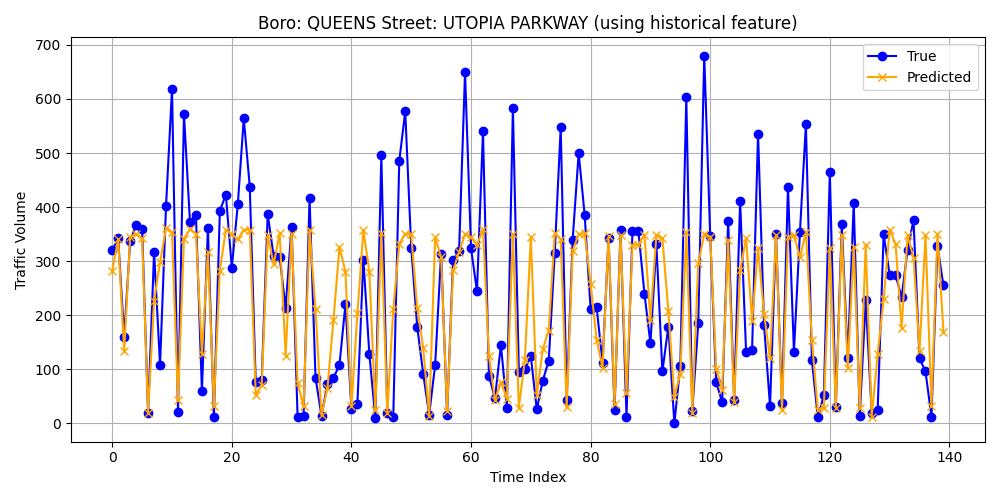 Boro: QUEENS Street: UTOPIA PARKWAY (using historical feature)
True
Predicted
Traffic Volume
700
600
500
400
300
200
100
0
0 20 40 60 80 100 120 140
Time Index